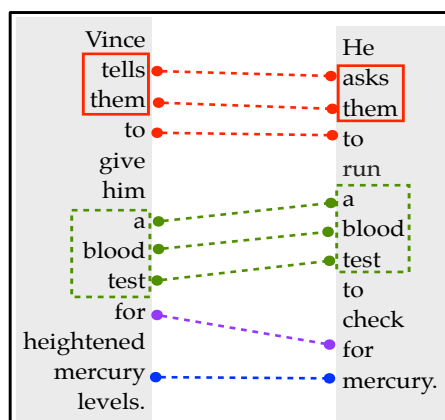 Vince
tells
them
to
give
him
a
blood
test
for
heightened
mercury
levels.
He
asks
them
to
run
a
blood
test
to
check
for
mercury.